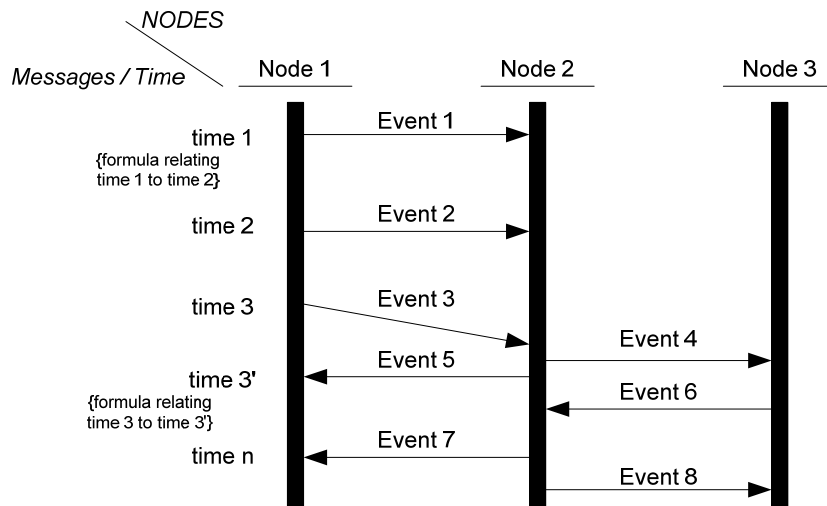 NODES
Messages / Time
Node 1
Node 2
Node 3
time 1
Event 1
{formula relating
time 1 to time 2}
time 2
Event 2
time 3
Event 3
Event 4
time 3'
Event 5
Event 6
{formula relating
time 3 to time 3'}
time n
Event 7
Event 8